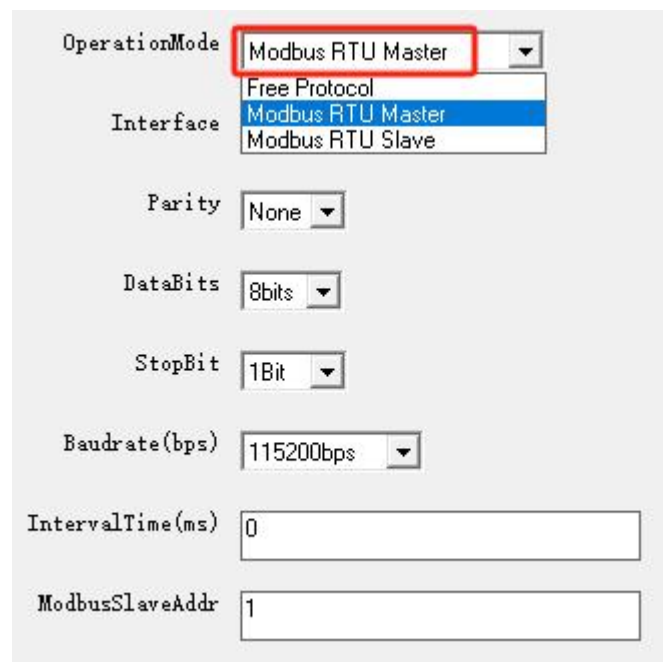 OperationMode Modbus RTU Master
Free Protocol
Interface Modbus RTU Master
Modbus RTU Slave
Parity None
DataBits 8bits
StopBit 1Bit
Baudrate(bps) 115200bps
IntervalTime(ms) 0
ModbusSlaveAddr 1